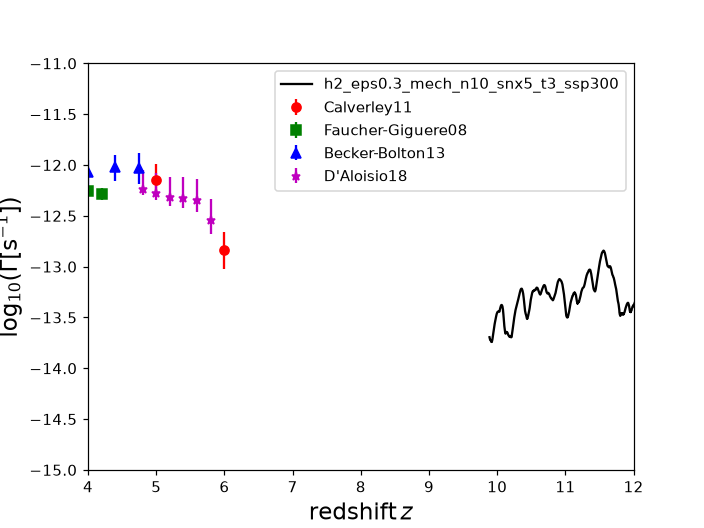 −11.0
−11.5
−12.0
−12.5
−13.0
−13.5
−14.0
−14.5
−15.0
log₁₀(Γ[s⁻¹])
h2_eps0.3_mech_n10_snx5_t3_ssp300
Calverley11
Faucher-Giguere08
Becker-Bolton13
D'Aloisio18
4 5 6 7 8 9 10 11 12
redshift z